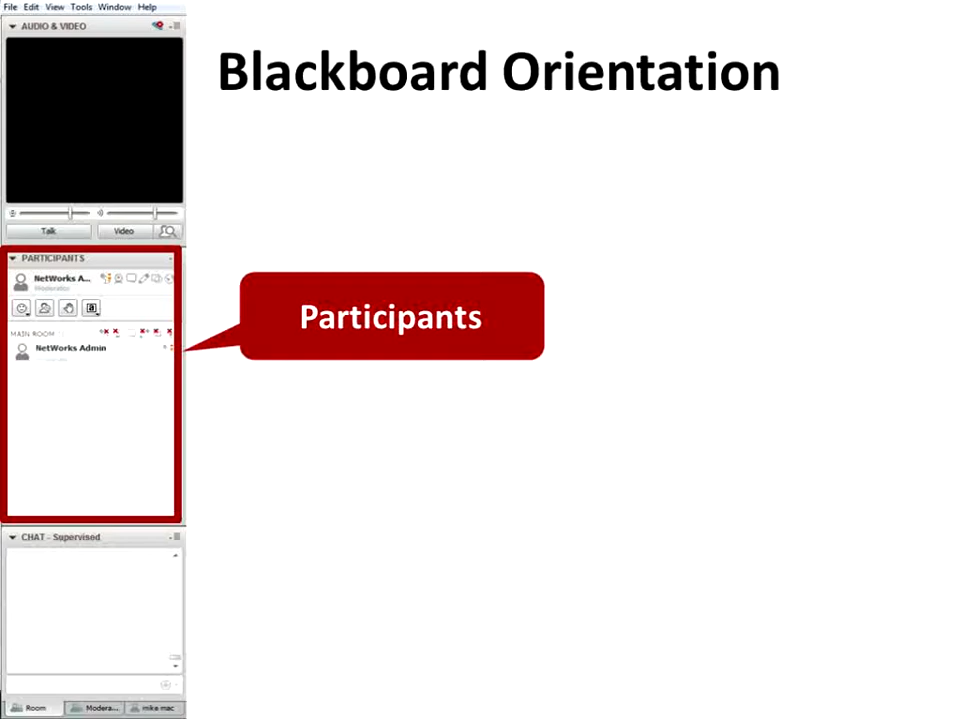 File Edit View Tools Window Help
AUDIO & VIDEO
Blackboard Orientation
Talk Video
PARTICIPANTS
NetWorks A...
Moderator
a
Participants
MAIN ROOM
NetWorks Admin
CHAT - Supervised
Room Modera... mike mac